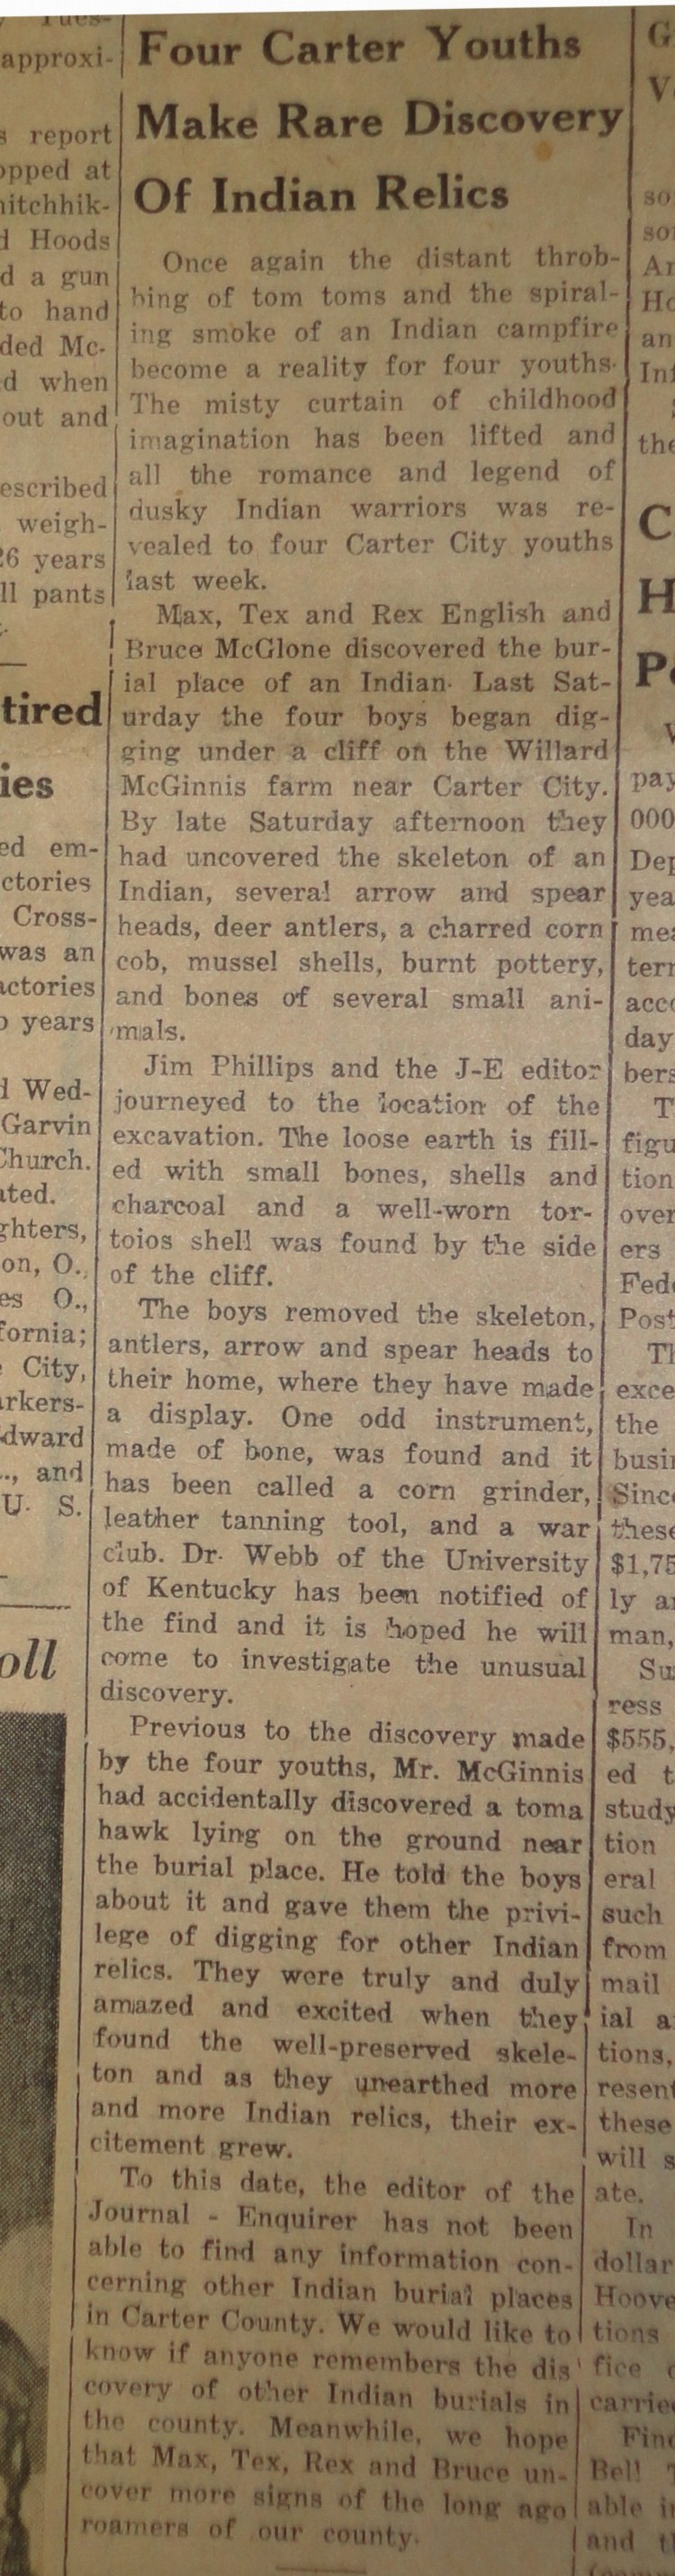 Four Carter Youths
Make Rare Discovery
Of Indian Relics
Once again the distant throb-
bing of tom toms and the spiral-
ing smoke of an Indian campfire
become a reality for four youths.
The misty curtain of childhood
imagination has been lifted and
all the romance and legend of
dusky Indian warriors was re-
vealed to four Carter City youths
last week.
Max, Tex and Rex English and
Bruce McGlone discovered the bur-
ial place of an Indian. Last Sat-
urday the four boys began dig-
ging under a cliff on the Willard
McGinnis farm near Carter City.
By late Saturday afternoon they
had uncovered the skeleton of an
Indian, several arrow and spear
heads, deer antlers, a charred corn
cob, mussel shells, burnt pottery,
and bones of several small ani-
mals.
Jim Phillips and the J-E editor
journeyed to the location of the
excavation. The loose earth is fill-
ed with small bones, shells and
charcoal and a well-worn tor-
toios shell was found by the side
of the cliff.
The boys removed the skeleton,
antlers, arrow and spear heads to
their home, where they have made
a display. One odd instrument,
made of bone, was found and it
has been called a corn grinder,
leather tanning tool, and a war
club. Dr. Webb of the University
of Kentucky has been notified of
the find and it is hoped he will
come to investigate the unusual
discovery.
Previous to the discovery made
by the four youths, Mr. McGinnis
had accidentally discovered a toma
hawk lying on the ground near
the burial place. He told the boys
about it and gave them the privi-
lege of digging for other Indian
relics. They were truly and duly
amazed and excited when they
found the well-preserved skele-
ton and as they unearthed more
and more Indian relics, their ex-
citement grew.
To this date, the editor of the
Journal - Enquirer has not been
able to find any information con-
cerning other Indian burial places
in Carter County. We would like to
know if anyone remembers the dis
covery of other Indian burials in
the county. Meanwhile, we hope
that Max, Tex, Rex and Bruce un-
cover more signs of the long ago
roamers of our county.